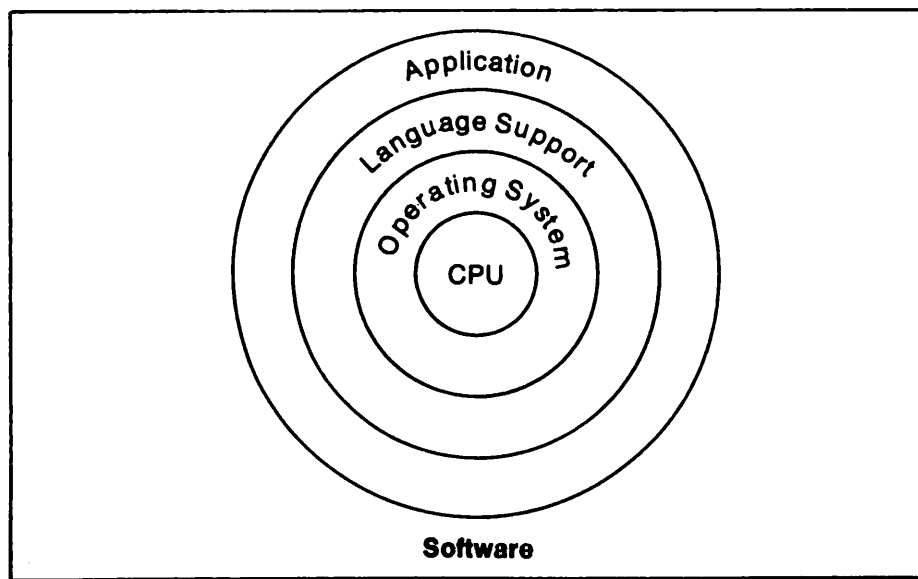 Application
Language Support
Operating System
CPU
Software